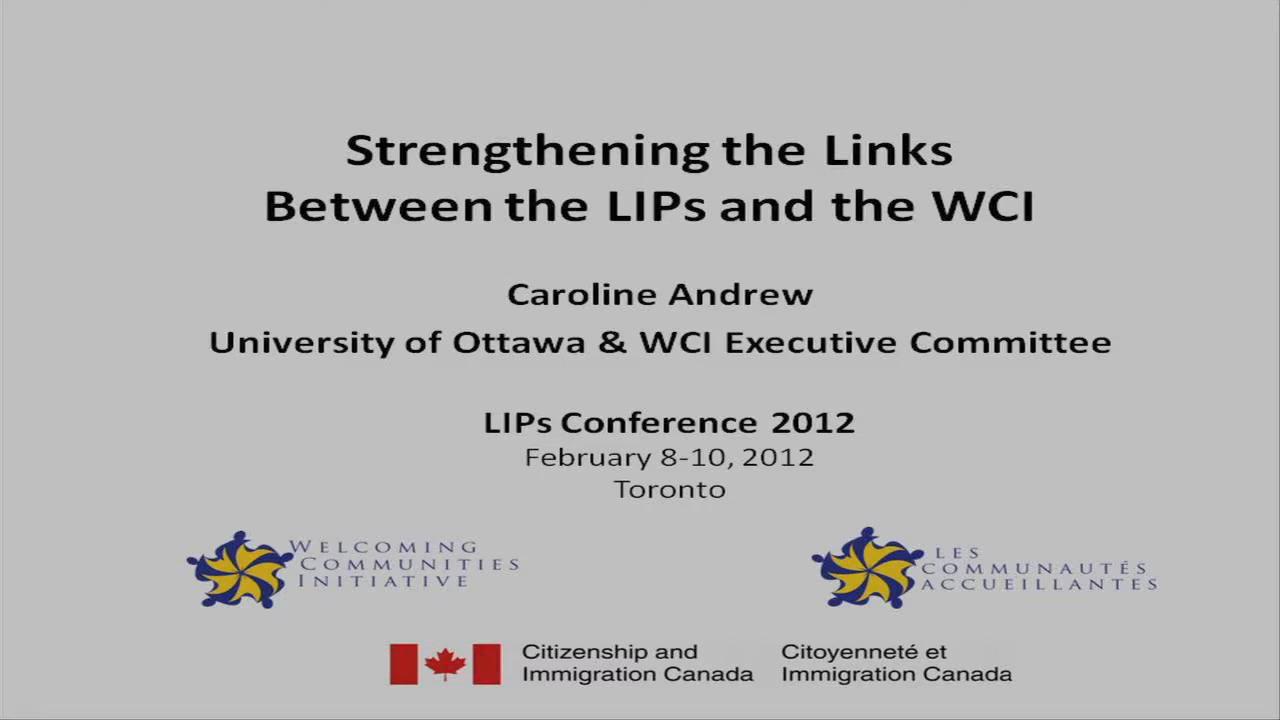 Strengthening the Links
Between the LIPs and the WCI
Caroline Andrew
University of Ottawa & WCI Executive Committee
LIPs Conference 2012
February 8-10, 2012
Toronto
WELCOMING
COMMUNITIES
INITIATIVE
LES
COMMUNAUTÉS
ACCUEILLANTES
Citizenship and
Immigration Canada
Citoyenneté et
Immigration Canada